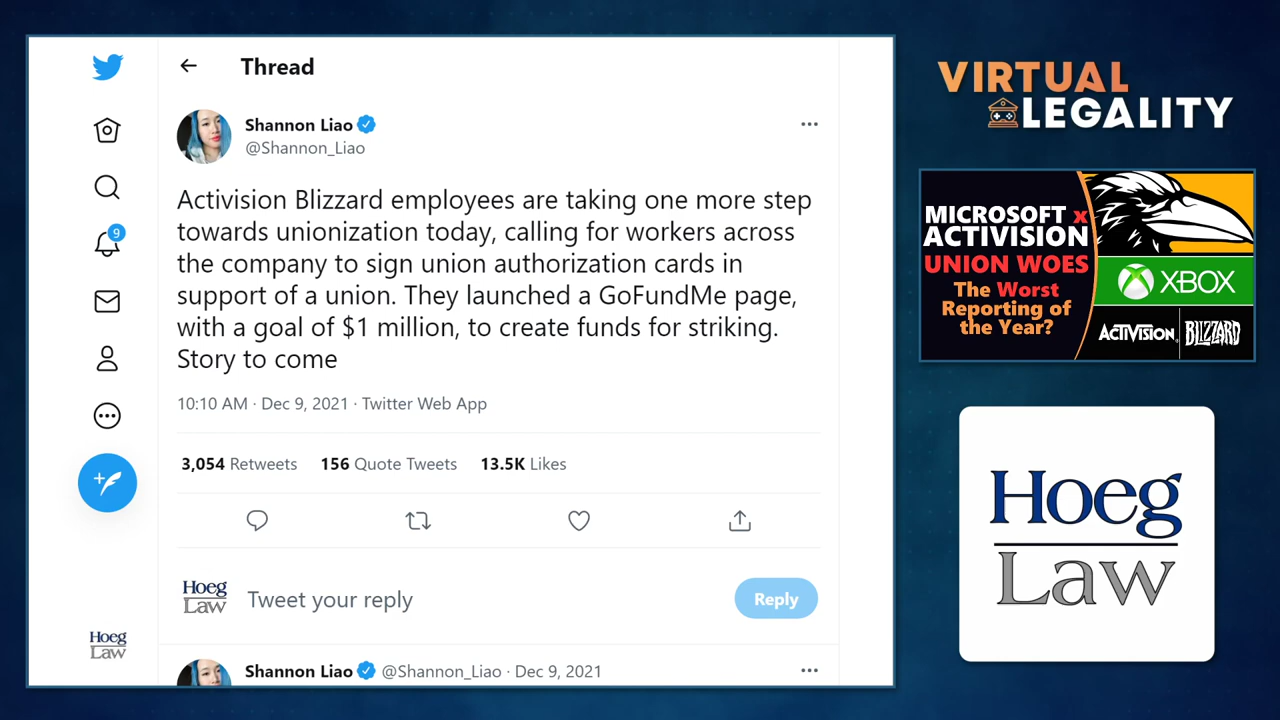 Thread
Shannon Liao
@Shannon_Liao
Activision Blizzard employees are taking one more step
towards unionization today, calling for workers across
the company to sign union authorization cards in
support of a union. They launched a GoFundMe page,
with a goal of $1 million, to create funds for striking.
Story to come
10:10 AM · Dec 9, 2021 · Twitter Web App
3,054 Retweets 156 Quote Tweets 13.5K Likes
9
Hoeg
Law
Tweet your reply
Reply
Hoeg
Law
Shannon Liao @Shannon_Liao · Dec 9, 2021
VIRTUAL
LEGALITY
MICROSOFT x
ACTIVISION
UNION WOES
The Worst
Reporting of
the Year?
XBOX
ACTIVISION
BLIZZARD
Hoeg
Law